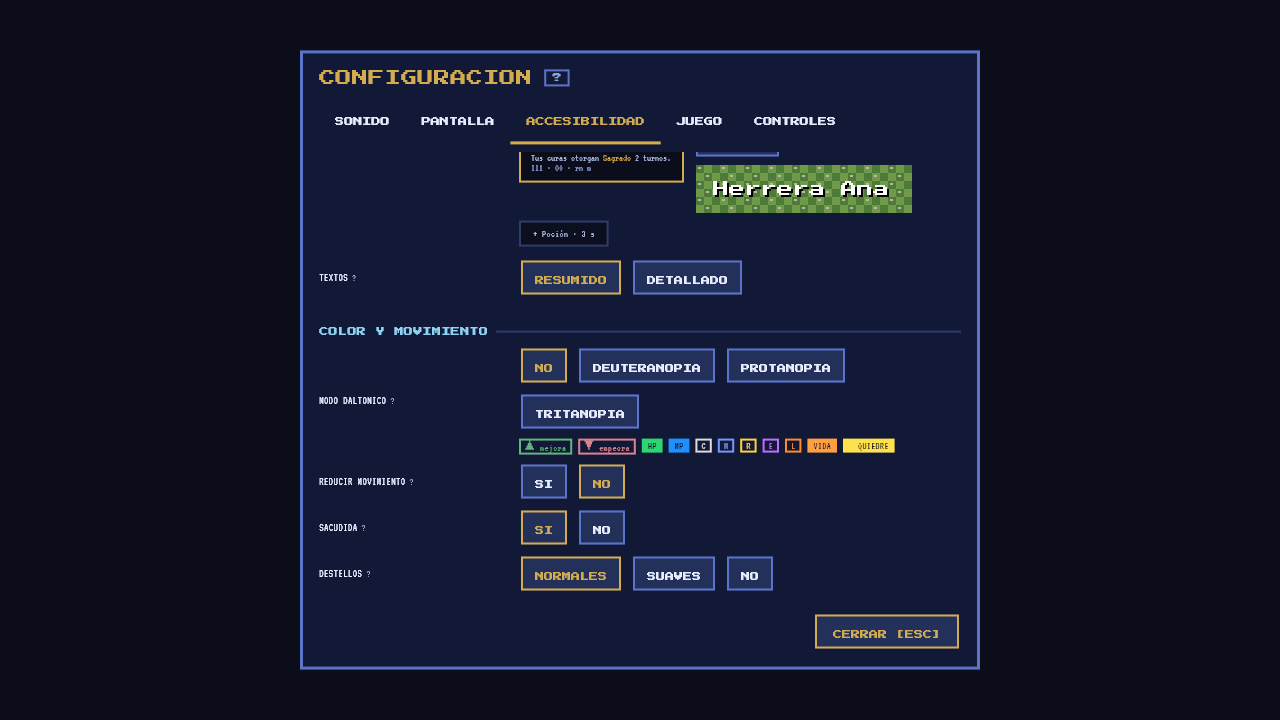 CONFIGURACION ?
SONIDO PANTALLA ACCESIBILIDAD JUEGO CONTROLES
Tus curas otorgan Sagrado 2 turnos.
Herrera Ana
+ Poción · 3 s
TEXTOS ? RESUMIDO DETALLADO
COLOR Y MOVIMIENTO
NO DEUTERANOPIA PROTANOPIA
MODO DALTONICO ?
TRITANOPIA
mejora empeora HP MP C N R E L VIDA QUIEBRE
REDUCIR MOVIMIENTO ? SI NO
SACUDIDA ? SI NO
DESTELLOS ? NORMALES SUAVES NO
CERRAR [ESC]